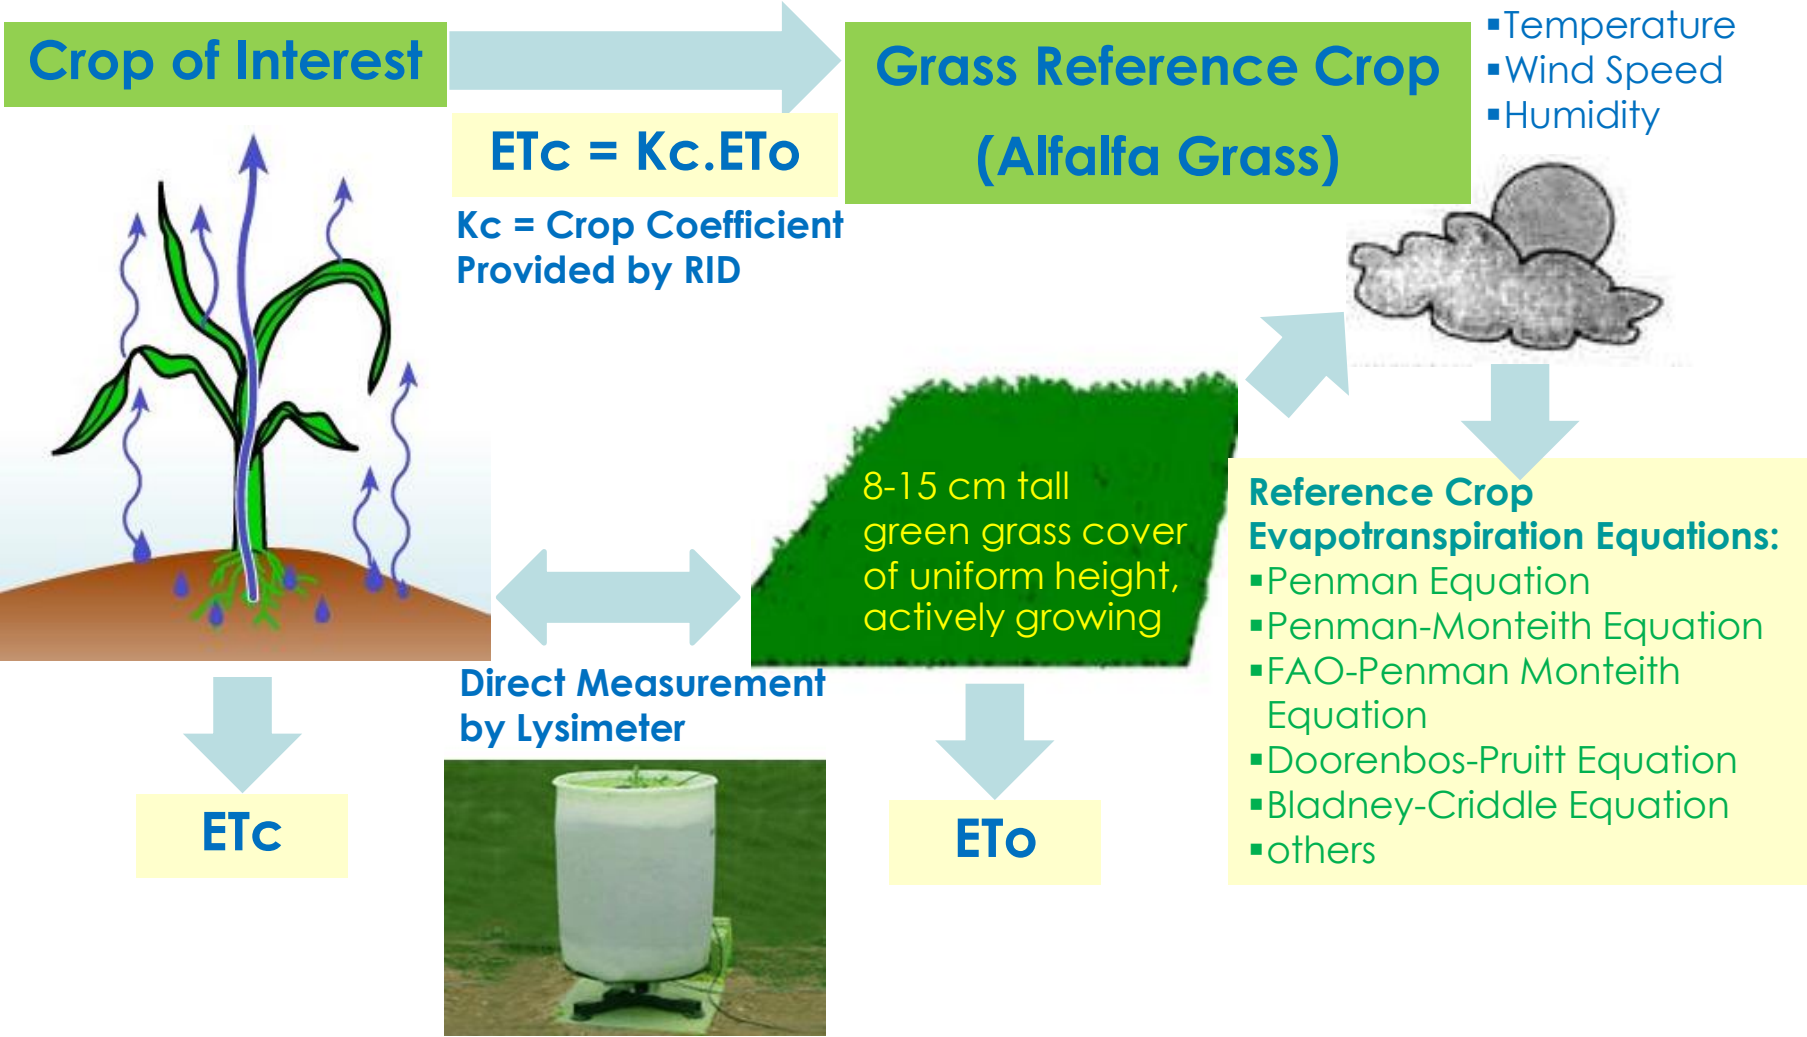 Crop of Interest
ETc = Kc.ETo
Kc = Crop Coefficient
Provided by RID
Grass Reference Crop
(Alfalfa Grass)
▪Temperature
▪Wind Speed
▪Humidity
8-15 cm tall
green grass cover
of uniform height,
actively growing
Direct Measurement
by Lysimeter
ETc
ETo
Reference Crop
Evapotranspiration Equations:
▪Penman Equation
▪Penman-Monteith Equation
▪FAO-Penman Monteith
Equation
▪Doorenbos-Pruitt Equation
▪Bladney-Criddle Equation
▪others